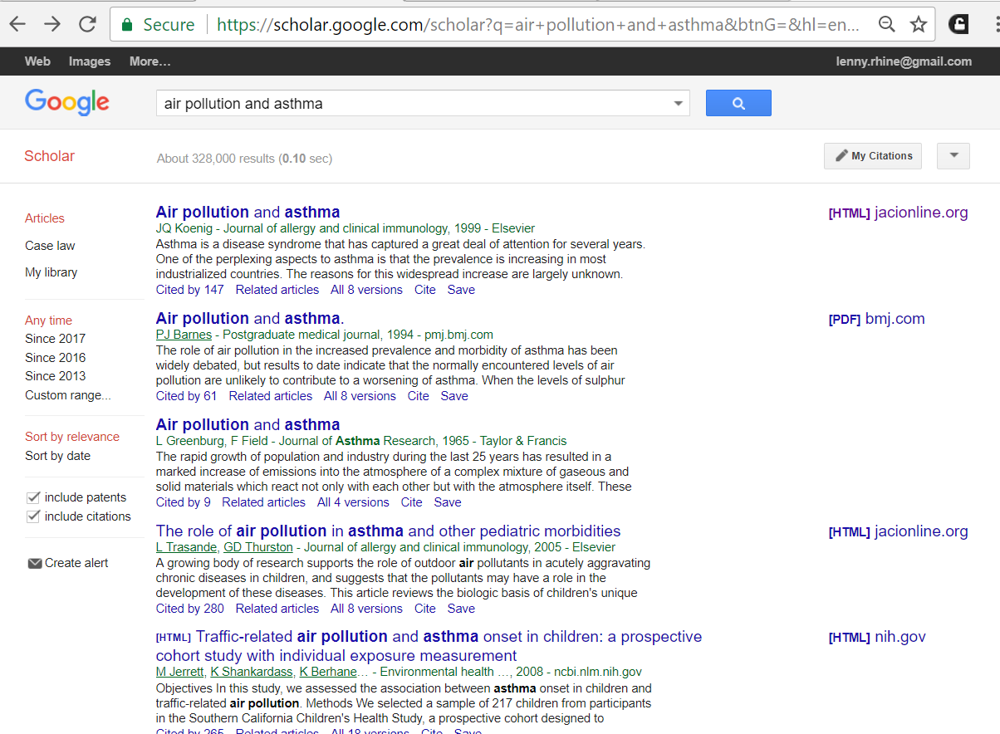 Secure https://scholar.google.com/scholar?q=air+pollution+and+asthma&btnG=&hl=en...
Web Images More... lenny.rhine@gmail.com
Google air pollution and asthma
Scholar About 328,000 results (0.10 sec) My Citations
Articles
Case law
My library
Any time
Since 2017
Since 2016
Since 2013
Custom range...
Sort by relevance
Sort by date
include patents
include citations
Create alert
Air pollution and asthma [HTML] jacionline.org
JQ Koenig - Journal of allergy and clinical immunology, 1999 - Elsevier
Asthma is a disease syndrome that has captured a great deal of attention for several years.
One of the perplexing aspects to asthma is that the prevalence is increasing in most
industrialized countries. The reasons for this widespread increase are largely unknown.
Cited by 147 Related articles All 8 versions Cite Save
Air pollution and asthma. [PDF] bmj.com
PJ Barnes - Postgraduate medical journal, 1994 - pmj.bmj.com
The role of air pollution in the increased prevalence and morbidity of asthma has been
widely debated, but results to date indicate that the normally encountered levels of air
pollution are unlikely to contribute to a worsening of asthma. When the levels of sulphur
Cited by 61 Related articles All 8 versions Cite Save
Air pollution and asthma
L Greenburg, F Field - Journal of Asthma Research, 1965 - Taylor & Francis
The rapid growth of population and industry during the last 25 years has resulted in a
marked increase of emissions into the atmosphere of a complex mixture of gaseous and
solid materials which react not only with each other but with the atmosphere itself. These
Cited by 9 Related articles All 4 versions Cite Save
The role of air pollution in asthma and other pediatric morbidities [HTML] jacionline.org
L Trasande, GD Thurston - Journal of allergy and clinical immunology, 2005 - Elsevier
A growing body of research supports the role of outdoor air pollutants in acutely aggravating
chronic diseases in children, and suggests that the pollutants may have a role in the
development of these diseases. This article reviews the biologic basis of children's unique
Cited by 280 Related articles All 8 versions Cite Save
[HTML] Traffic-related air pollution and asthma onset in children: a prospective [HTML] nih.gov
cohort study with individual exposure measurement
M Jerrett, K Shankardass, K Berhane... - Environmental health ..., 2008 - ncbi.nlm.nih.gov
Objectives In this study, we assessed the association between asthma onset in children and
traffic-related air pollution. Methods We selected a sample of 217 children from participants
in the Southern California Children's Health Study, a prospective cohort designed to
Cited by 265 Related articles All 18 versions Cite Save